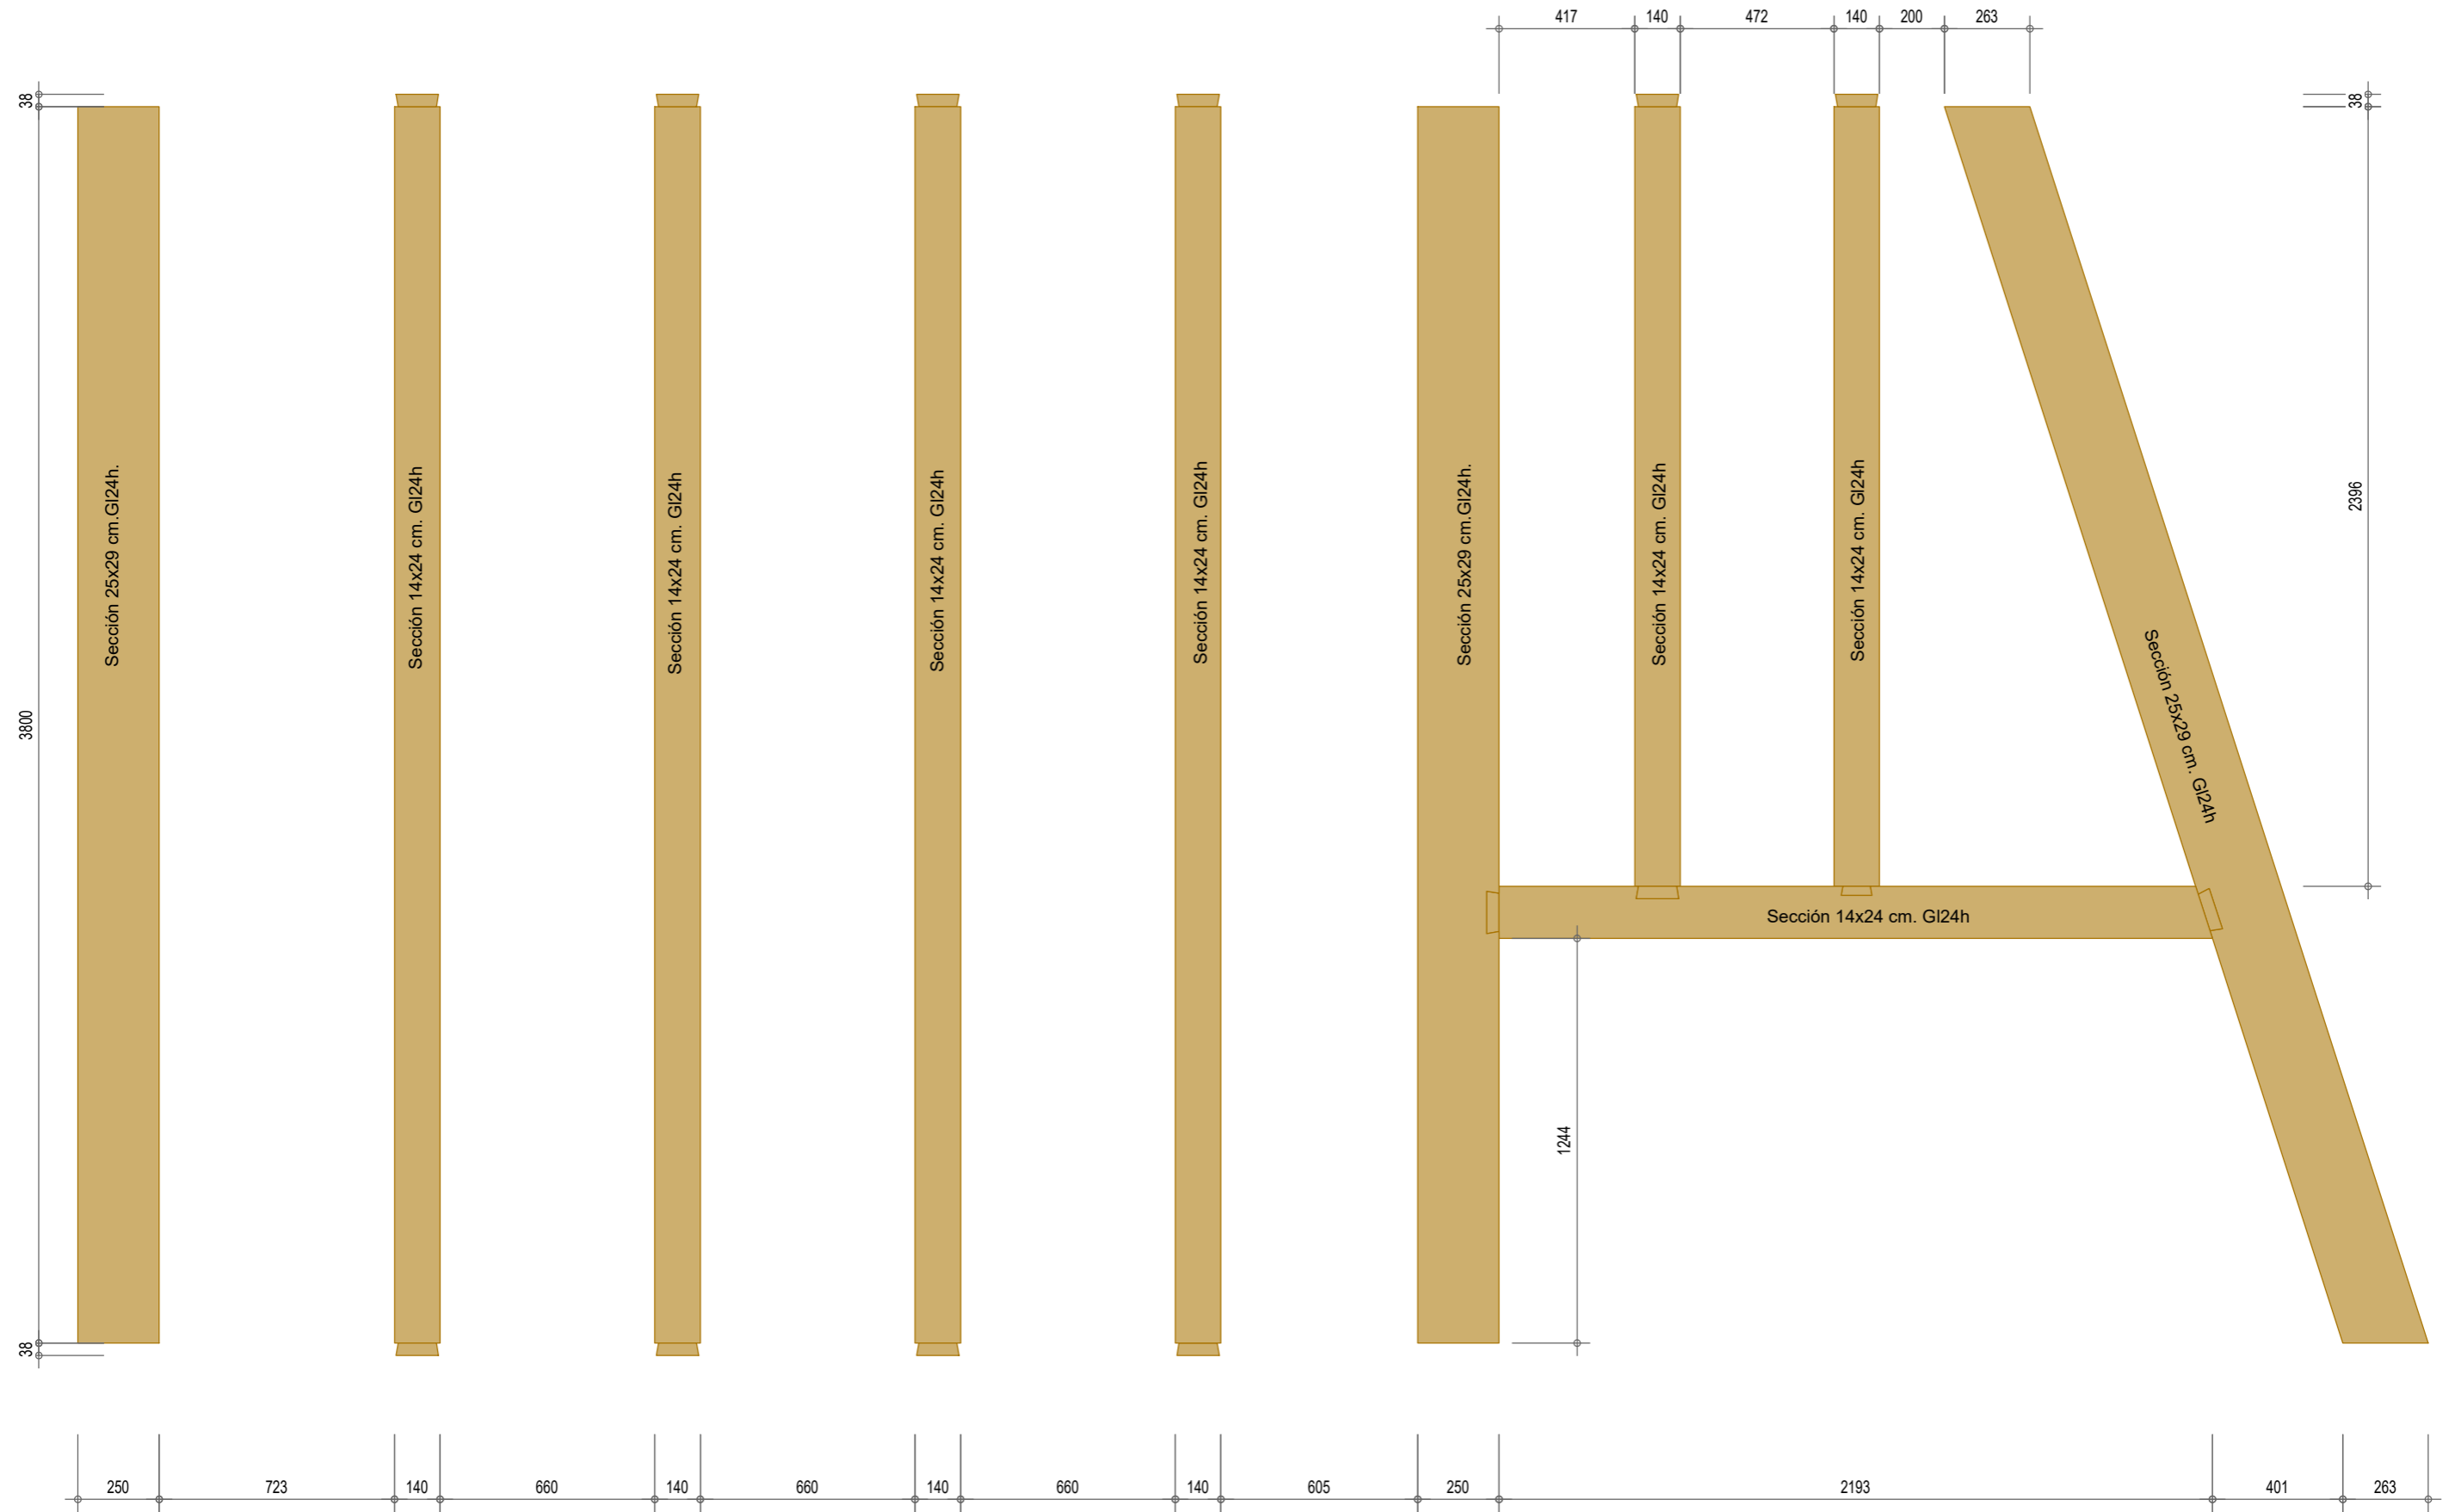 417
140
472
140
200
263
38
38
Sección 25x29 cm.Gl24h.
Sección 14x24 cm. Gl24h
Sección 14x24 cm. Gl24h
Sección 14x24 cm. Gl24h
Sección 14x24 cm. Gl24h
Sección 25x29 cm.Gl24h.
Sección 14x24 cm. Gl24h
Sección 14x24 cm. Gl24h
Sección 25x29 cm. Gl24h
2396
3800
Sección 14x24 cm. Gl24h
1244
38
250
723
140
660
140
660
140
660
140
605
250
2193
401
263